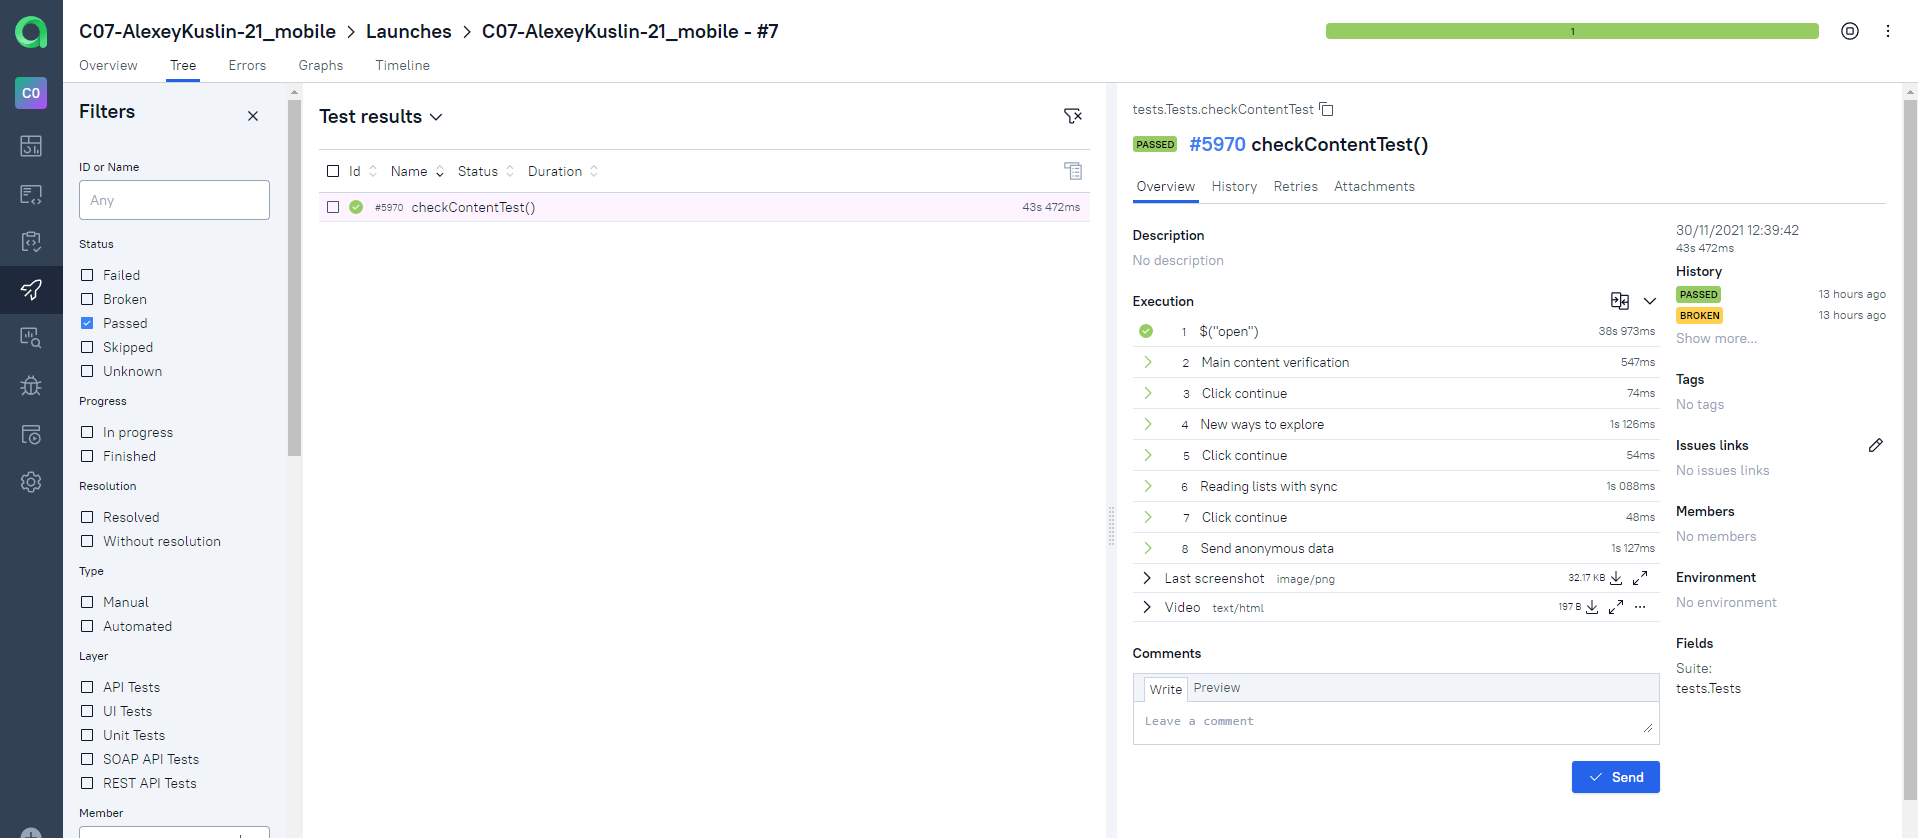 C07-AlexeyKuslin-21_mobile > Launches > C07-AlexeyKuslin-21_mobile - #7
1
Overview Tree Errors Graphs Timeline
C0
Filters
ID or Name
Any
Status
Failed
Broken
Passed
Skipped
Unknown
Progress
In progress
Finished
Resolution
Resolved
Without resolution
Type
Manual
Automated
Layer
API Tests
UI Tests
Unit Tests
SOAP API Tests
REST API Tests
Member
Test results
Id Name Status Duration
#5970 checkContentTest() 43s 472ms
tests.Tests.checkContentTest
PASSED #5970 checkContentTest()
Overview History Retries Attachments
Description
No description
Execution
1 $("open") 38s 973ms
2 Main content verification 547ms
3 Click continue 74ms
4 New ways to explore 1s 126ms
5 Click continue 54ms
6 Reading lists with sync 1s 088ms
7 Click continue 48ms
8 Send anonymous data 1s 127ms
Last screenshot image/png 32.17 KB
Video text/html 197 B
Comments
Write Preview
Leave a comment
Send
30/11/2021 12:39:42
43s 472ms
History
PASSED 13 hours ago
BROKEN 13 hours ago
Show more...
Tags
No tags
Issues links
No issues links
Members
No members
Environment
No environment
Fields
Suite:
tests.Tests